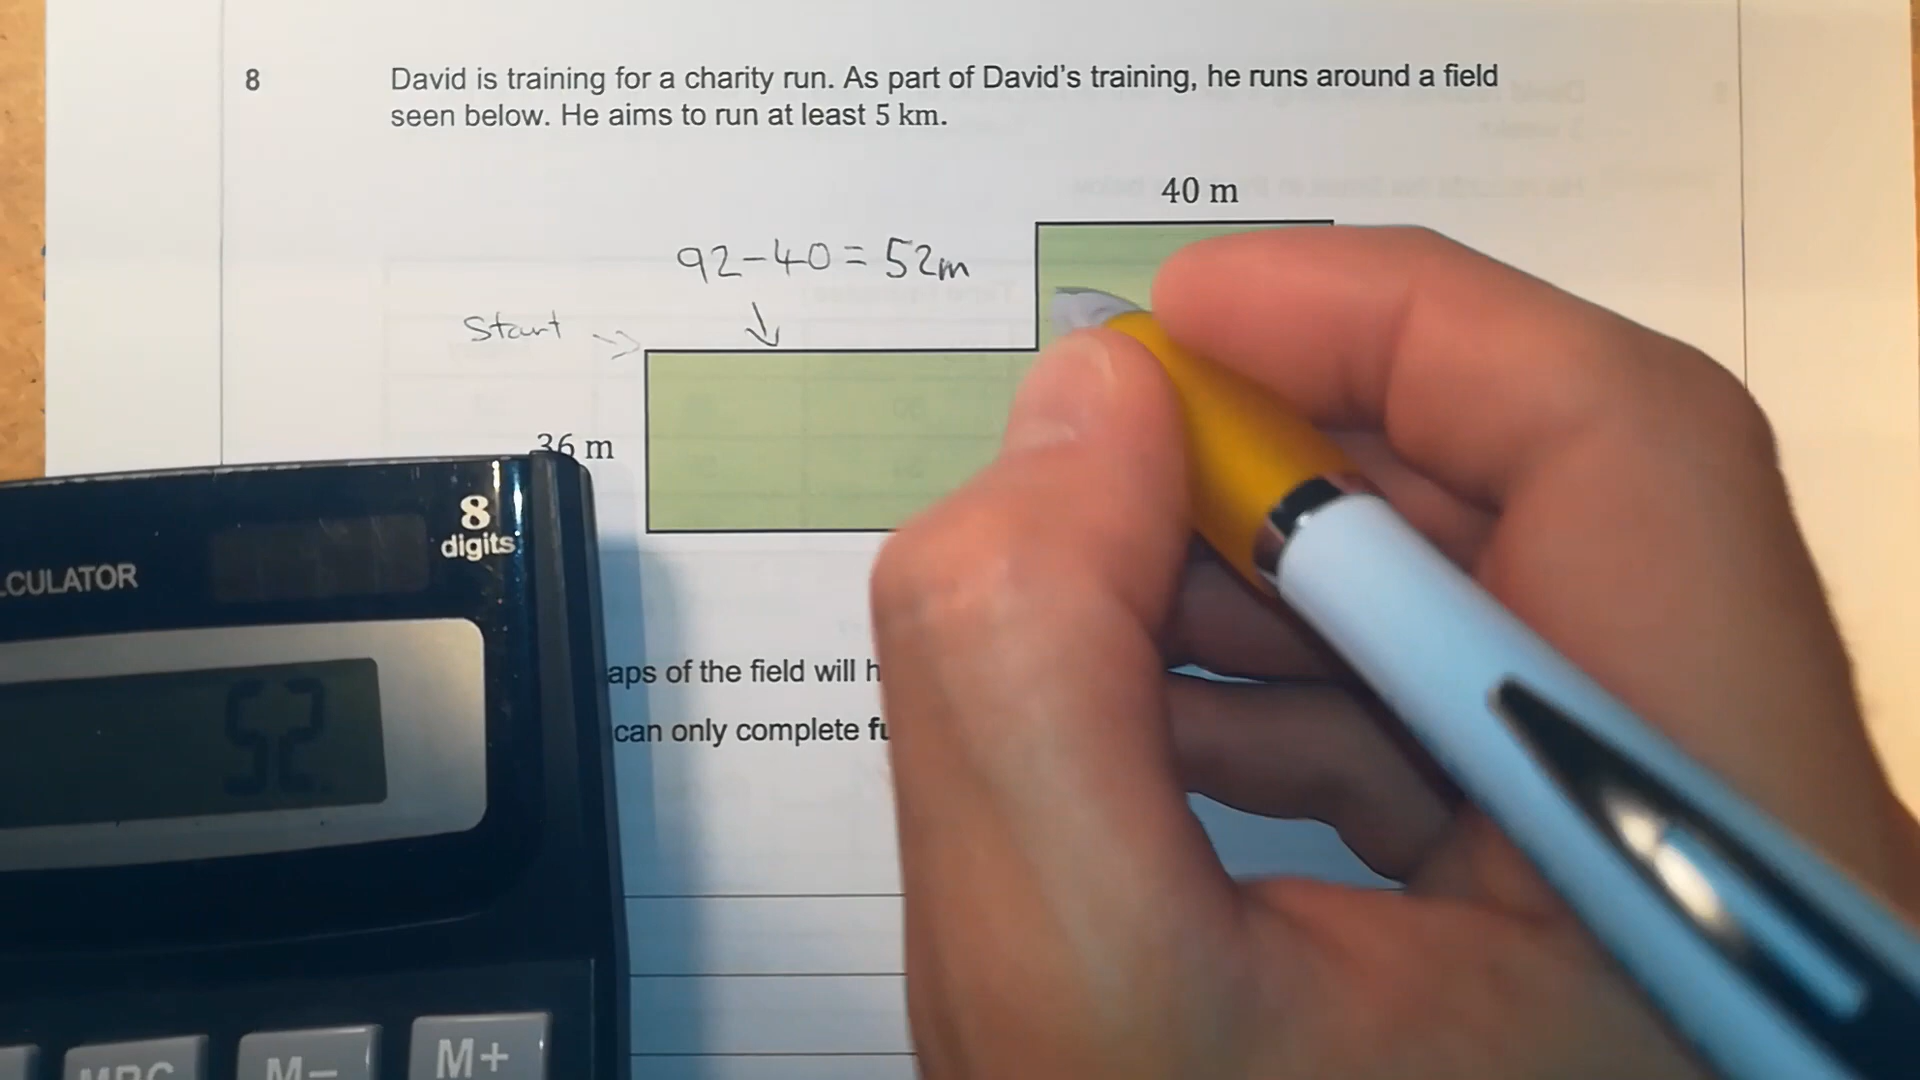 8
David is training for a charity run. As part of David's training, he runs around a field
seen below. He aims to run at least 5 km.
40 m
92-40=52m
Start
36 m
8
digits
CULATOR
52.
aps of the field will h
can only complete
M-
M+